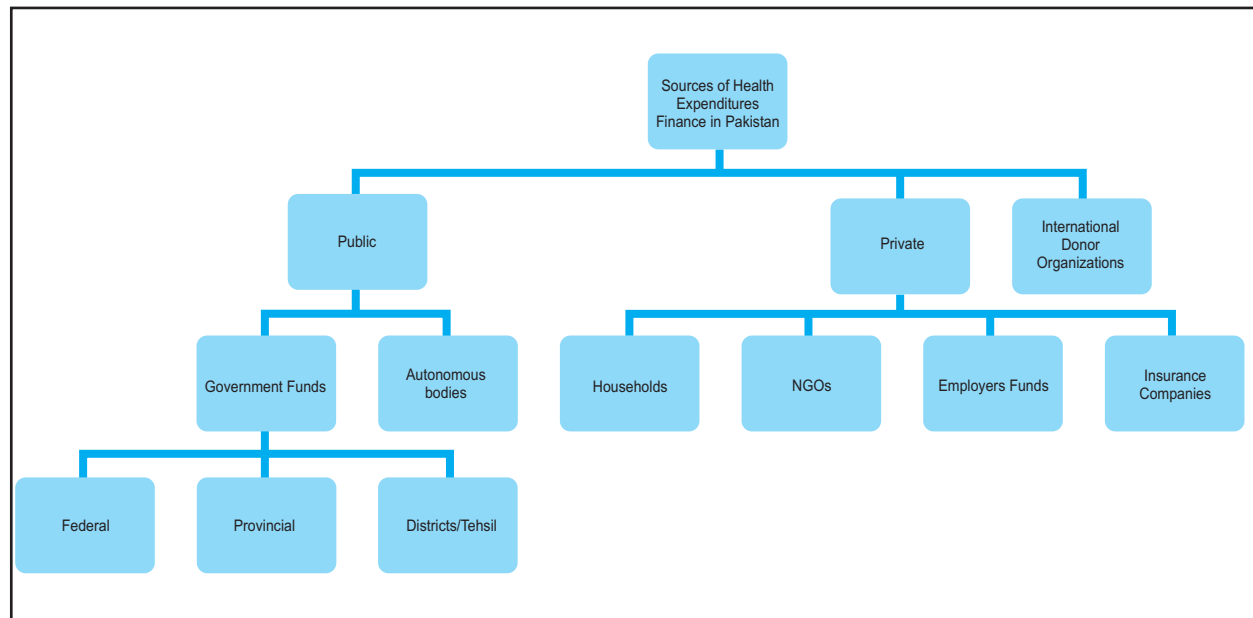 Sources of Health
Expenditures
Finance in Pakistan
Public
Private
International
Donor
Organizations
Government Funds
Autonomous
bodies
Households
NGOs
Employers Funds
Insurance
Companies
Federal
Provincial
Districts/Tehsil